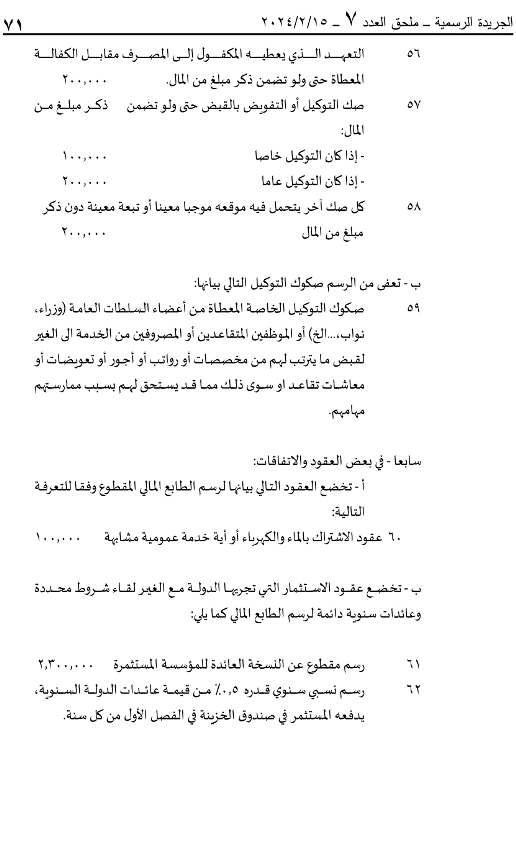 الجريدة الرسمية – ملحق العدد ٧ – ٢٠٢٤/٢/١٥ ٧١
٥٦ التعهد الذي يعطيه المكفول إلى المصرف مقابل الكفالة
المعطاة حتى ولو تضمن ذكر مبلغ من المال. ٢٠٠,٠٠٠
٥٧ صك التوكيل أو التفويض بالقبض حتى ولو تضمن ذكر مبلغ من
المال:
- إذا كان التوكيل خاصا ١٠٠,٠٠٠
- إذا كان التوكيل عاما ٢٠٠,٠٠٠
٥٨ كل صك آخر يتحمل فيه موقعه موجبا معينا أو تبعة معينة دون ذكر
مبلغ من المال ٢٠٠,٠٠٠
ب - تعفى من الرسم صكوك التوكيل التالي بيانها:
٥٩ صكوك التوكيل الخاصة المعطاة من أعضاء السلطات العامة (وزراء،
نواب،...الخ) أو الموظفين المتقاعدين أو المصروفين من الخدمة الى الغير
لقبض ما يترتب لهم من مخصصات أو رواتب أو أجور أو تعويضات أو
معاشات تقاعد او سوى ذلك مما قد يستحق لهم بسبب ممارستهم
مهامهم.
سابعا - في بعض العقود والاتفاقات:
أ - تخضع العقود التالي بيانها لرسم الطابع المالي المقطوع وفقا للتعرفة
التالية:
٦٠ عقود الاشتراك بالماء والكهرباء أو أية خدمة عمومية مشابهة ١٠٠,٠٠٠
ب - تخضع عقود الاستثمار التي تجريها الدولة مع الغير لقاء شروط محددة
وعائدات سنوية دائمة لرسم الطابع المالي كما يلي:
٦١ رسم مقطوع عن النسخة العائدة للمؤسسة المستثمرة ٢,٣٠٠,٠٠٠
٦٢ رسم نسبي سنوي قدره ٠,٥٪ من قيمة عائدات الدولة السنوية،
يدفعه المستثمر في صندوق الخزينة في الفصل الأول من كل سنة.